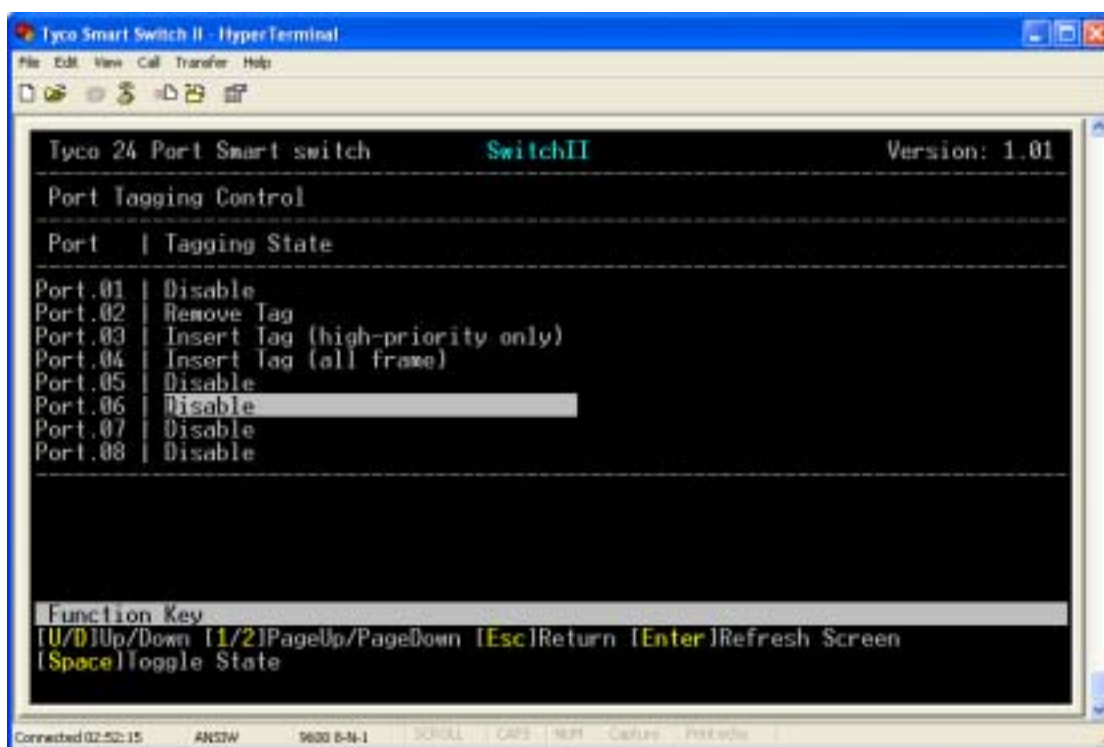 Tyco Smart Switch II - HyperTerminal
File Edit View Call Transfer Help
Tyco 24 Port Smart switch SwitchII Version: 1.01
Port Tagging Control
Port | Tagging State
Port.01 | Disable
Port.02 | Remove Tag
Port.03 | Insert Tag (high-priority only)
Port.04 | Insert Tag (all frame)
Port.05 | Disable
Port.06 | Disable
Port.07 | Disable
Port.08 | Disable
Function Key
[U/D]Up/Down [1/2]PageUp/PageDown [Esc]Return [Enter]Refresh Screen
[Space]Toggle State
Connected 02:52:15 ANSIW 9600 8-N-1 SCROLL CAPS NUM Capture Print echo